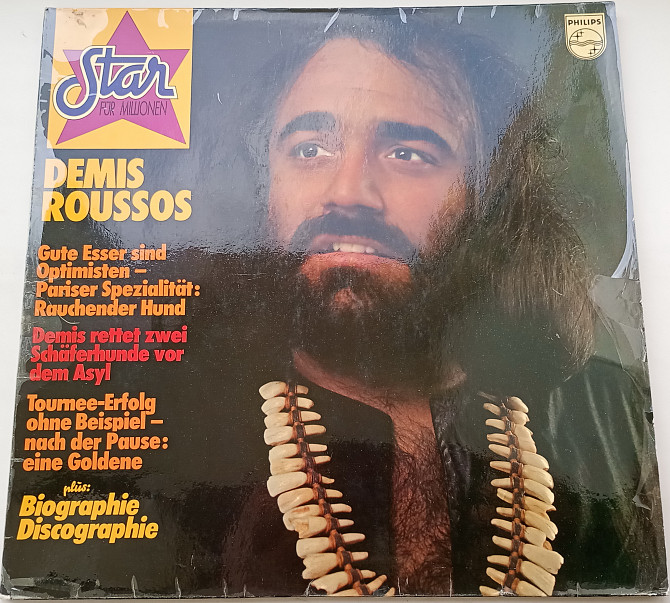 Star
FÜR MILLIONEN
PHILIPS
DEMIS
ROUSSOS
Gute Esser sind
Optimisten –
Pariser Spezialität:
Rauchender Hund
Demis rettet zwei
Schäferhunde vor
dem Asyl
Tournee-Erfolg
ohne Beispiel –
nach der Pause:
eine Goldene
plus:
Biographie
Discographie